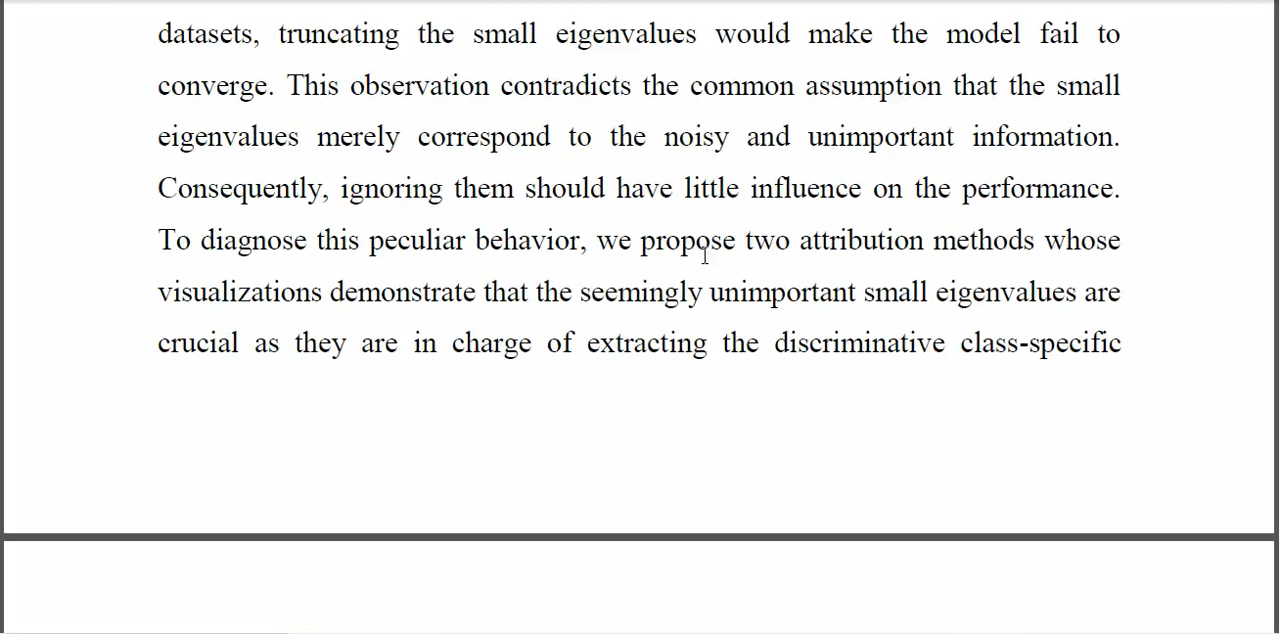 datasets, truncating the small eigenvalues would make the model fail to
converge. This observation contradicts the common assumption that the small
eigenvalues merely correspond to the noisy and unimportant information.
Consequently, ignoring them should have little influence on the performance.
To diagnose this peculiar behavior, we propose two attribution methods whose
visualizations demonstrate that the seemingly unimportant small eigenvalues are
crucial as they are in charge of extracting the discriminative class-specific